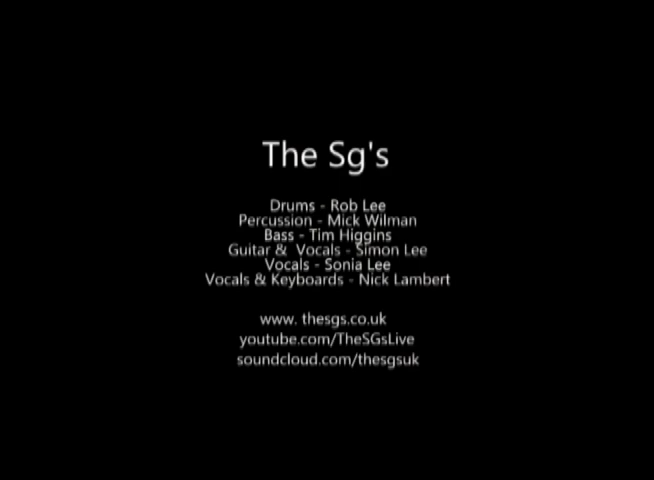 The Sg's
Drums - Rob Lee
Percussion - Mick Wilman
Bass - Tim Higgins
Guitar &  Vocals - Simon Lee
Vocals - Sonia Lee
Vocals & Keyboards - Nick Lambert
www. thesgs.co.uk
youtube.com/TheSGsLive
soundcloud.com/thesgsuk